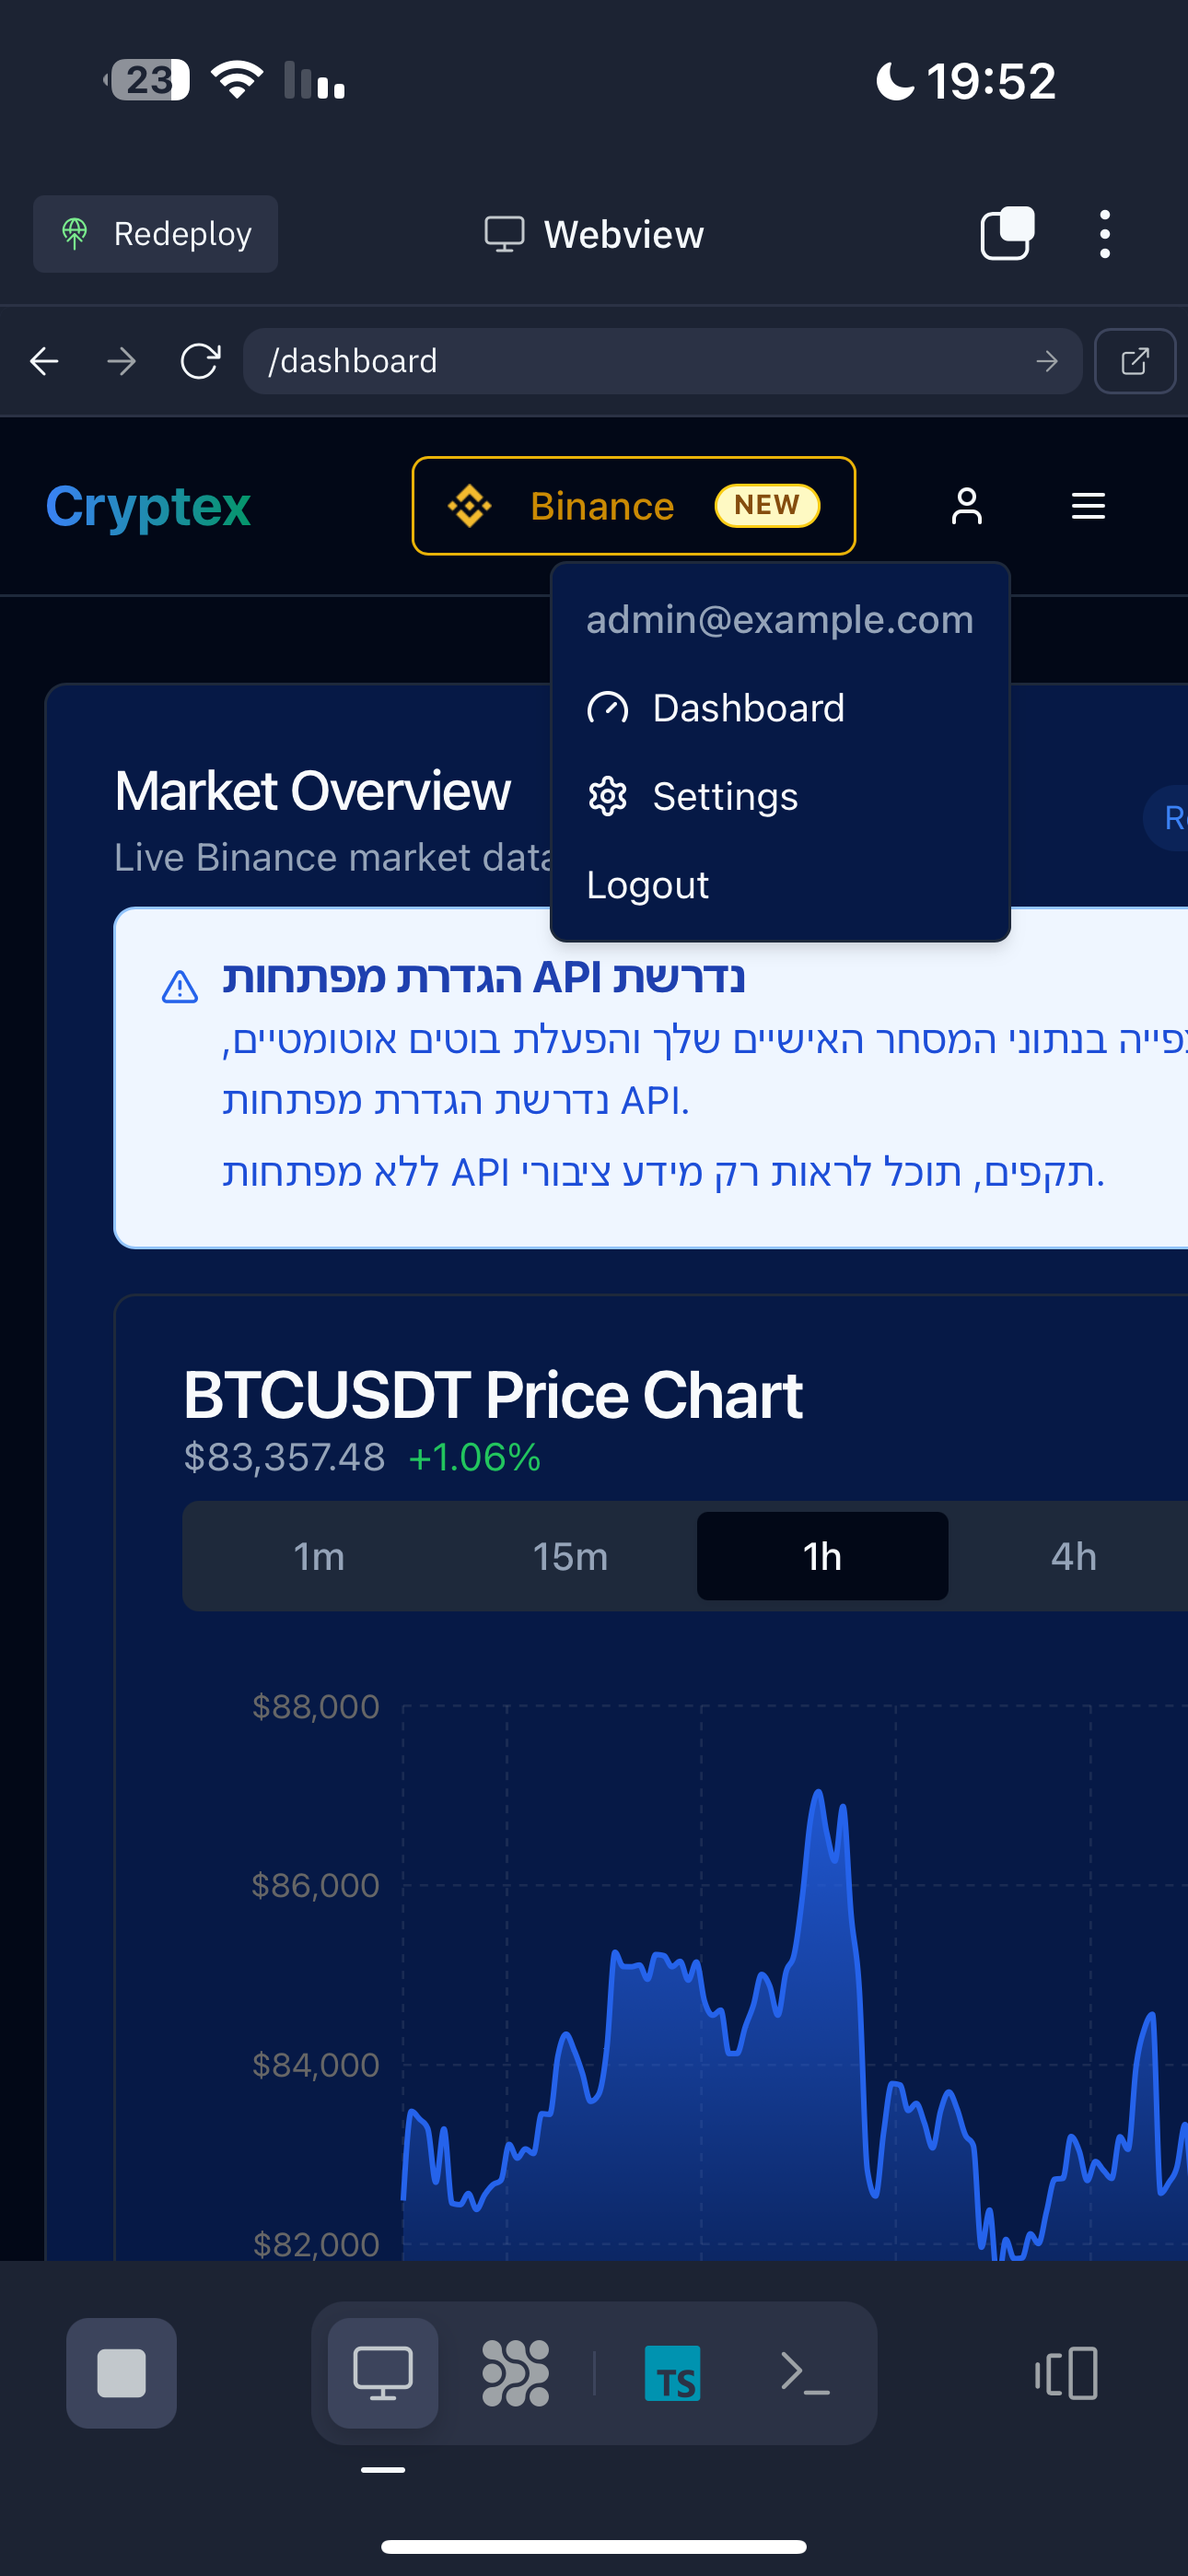 23
19:52
Redeploy
Webview
/dashboard
Cryptex
Binance
NEW
admin@example.com
Dashboard
Settings
Logout
Market Overview
Live Binance market data
הגדרת מפתחות API נדרשת
בנתוני המסחר האישיים שלך והפעלת בוטים אוטומטיים,
נדרשת הגדרת מפתחות API.
ללא מפתחות API תקפים, תוכל לראות רק מידע ציבורי.
BTCUSDT Price Chart
$83,357.48 +1.06%
1m 15m 1h 4h
$88,000
$86,000
$84,000
$82,000
TS